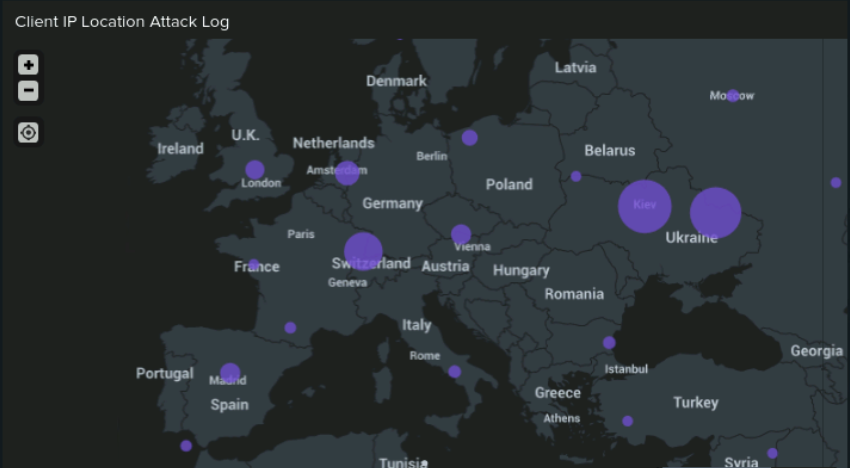 Client IP Location Attack Log
+
−
Latvia
Denmark
Moscow
U.K.
Netherlands
Ireland
Belarus
Berlin
Amsterdam
London
Poland
Germany
Kiev
Paris
Ukraine
Vienna
France
Switzerland
Austria
Hungary
Geneva
Romania
Italy
Georgia
Rome
Istanbul
Portugal
Madrid
Greece
Spain
Turkey
Athens
Tunisia
Syria